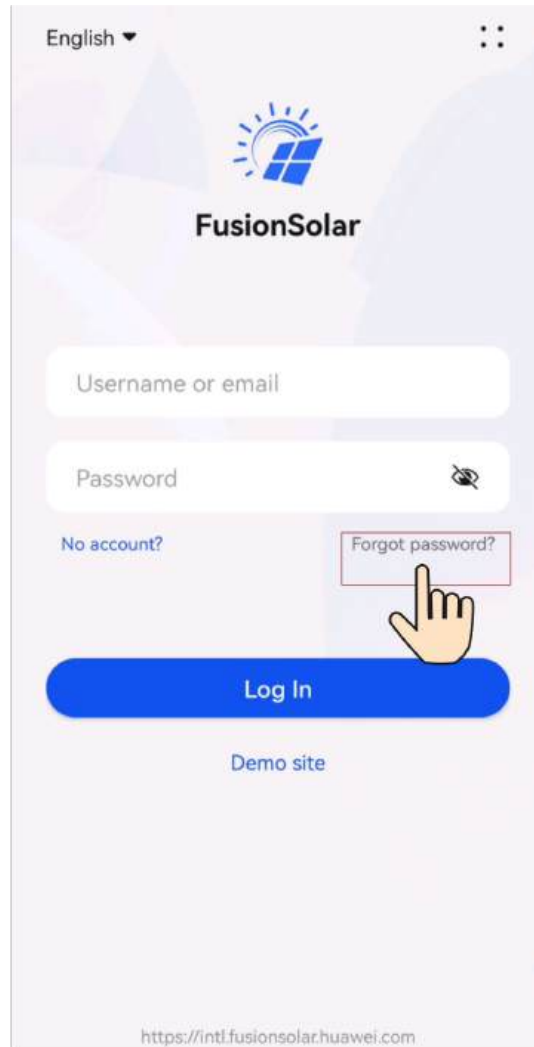 English
FusionSolar
Username or email
Password
No account?
Forgot password?
Log In
Demo site
https://intl.fusionsolar.huawei.com